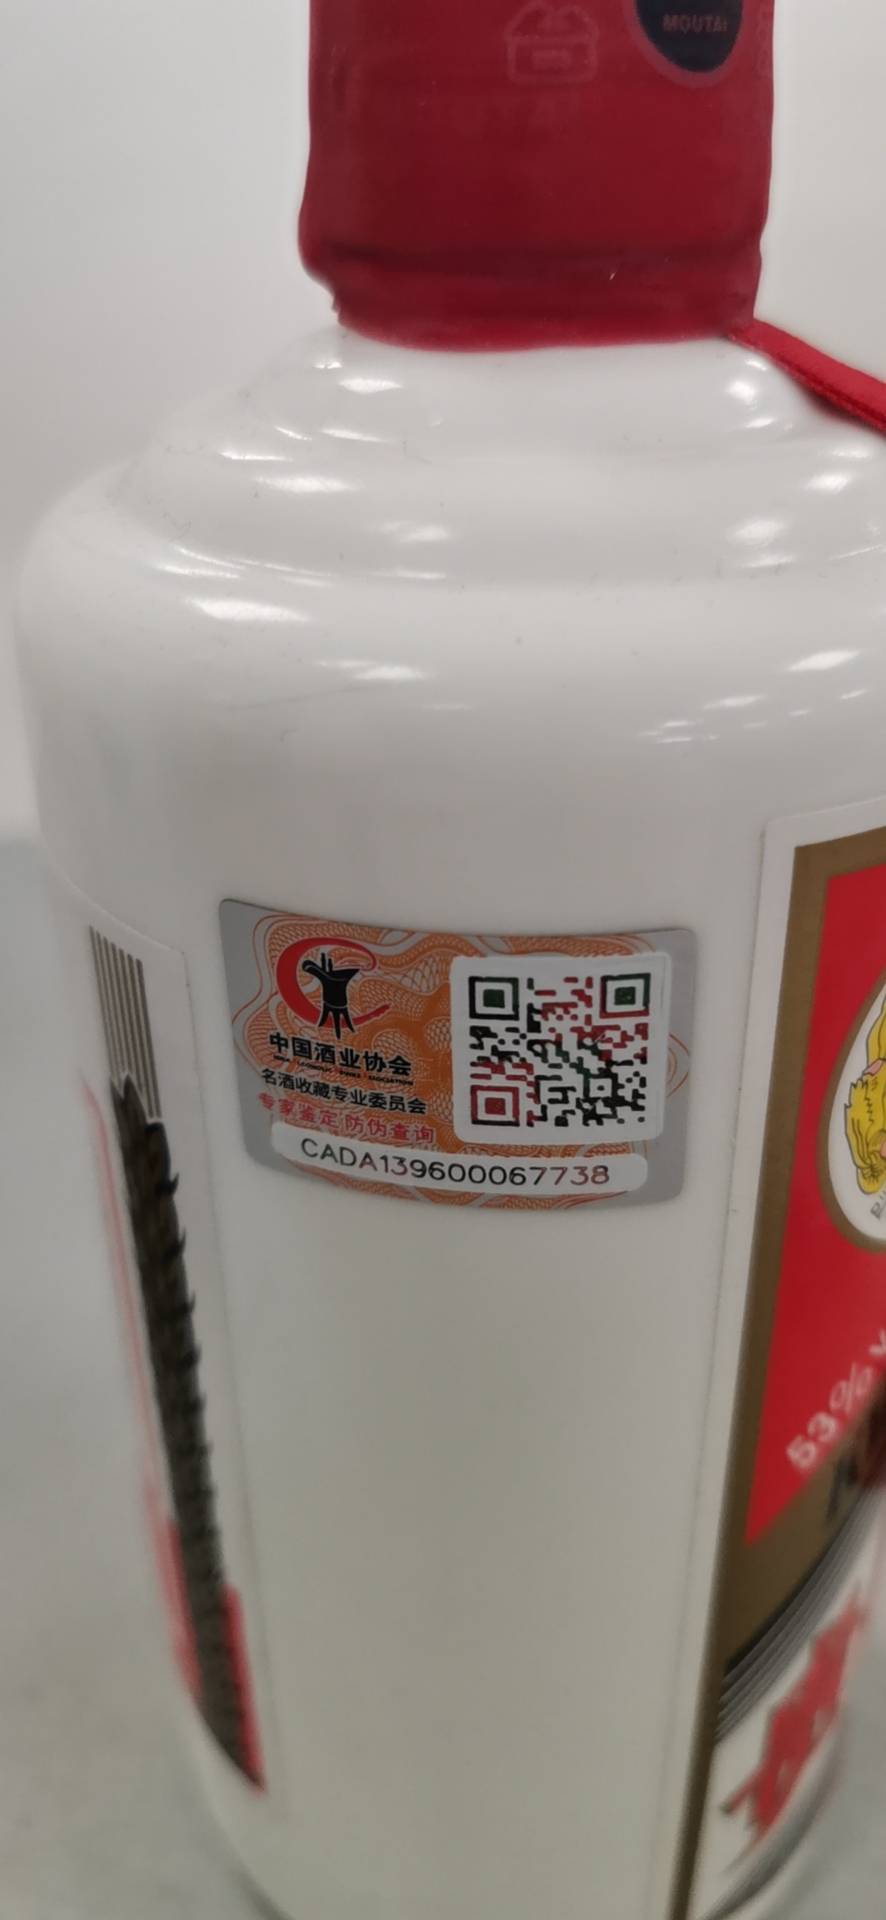 MOUTAI
中国酒业协会
名酒收藏专业委员会
专家鉴定 防伪查询
CADA139600067738
53%